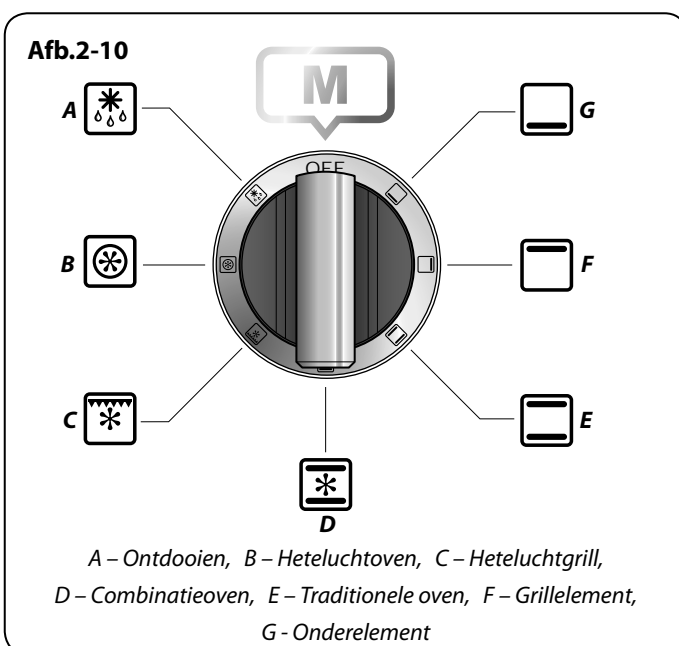 Afb.2-10
M
OFF
A
G
B
F
C
E
D
A – Ontdooien, B – Heteluchtoven, C – Heteluchtgrill,
D – Combinatieoven, E – Traditionele oven, F – Grillelement,
G - Onderelement